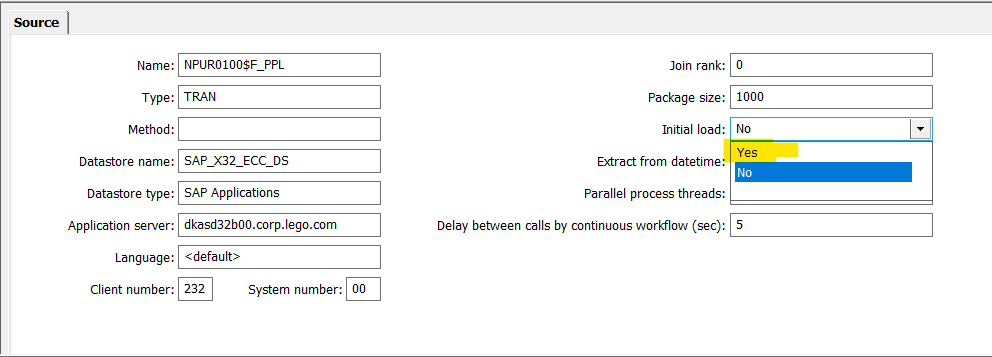 Source
Name: NPUR0100$F_PPL
Type: TRAN
Method:
Datastore name: SAP_X32_ECC_DS
Datastore type: SAP Applications
Application server: dkasd32b00.corp.lego.com
Language: <default>
Client number: 232 System number: 00
Join rank: 0
Package size: 1000
Initial load: No
Yes
No
Extract from datetime:
Parallel process threads:
Delay between calls by continuous workflow (sec): 5